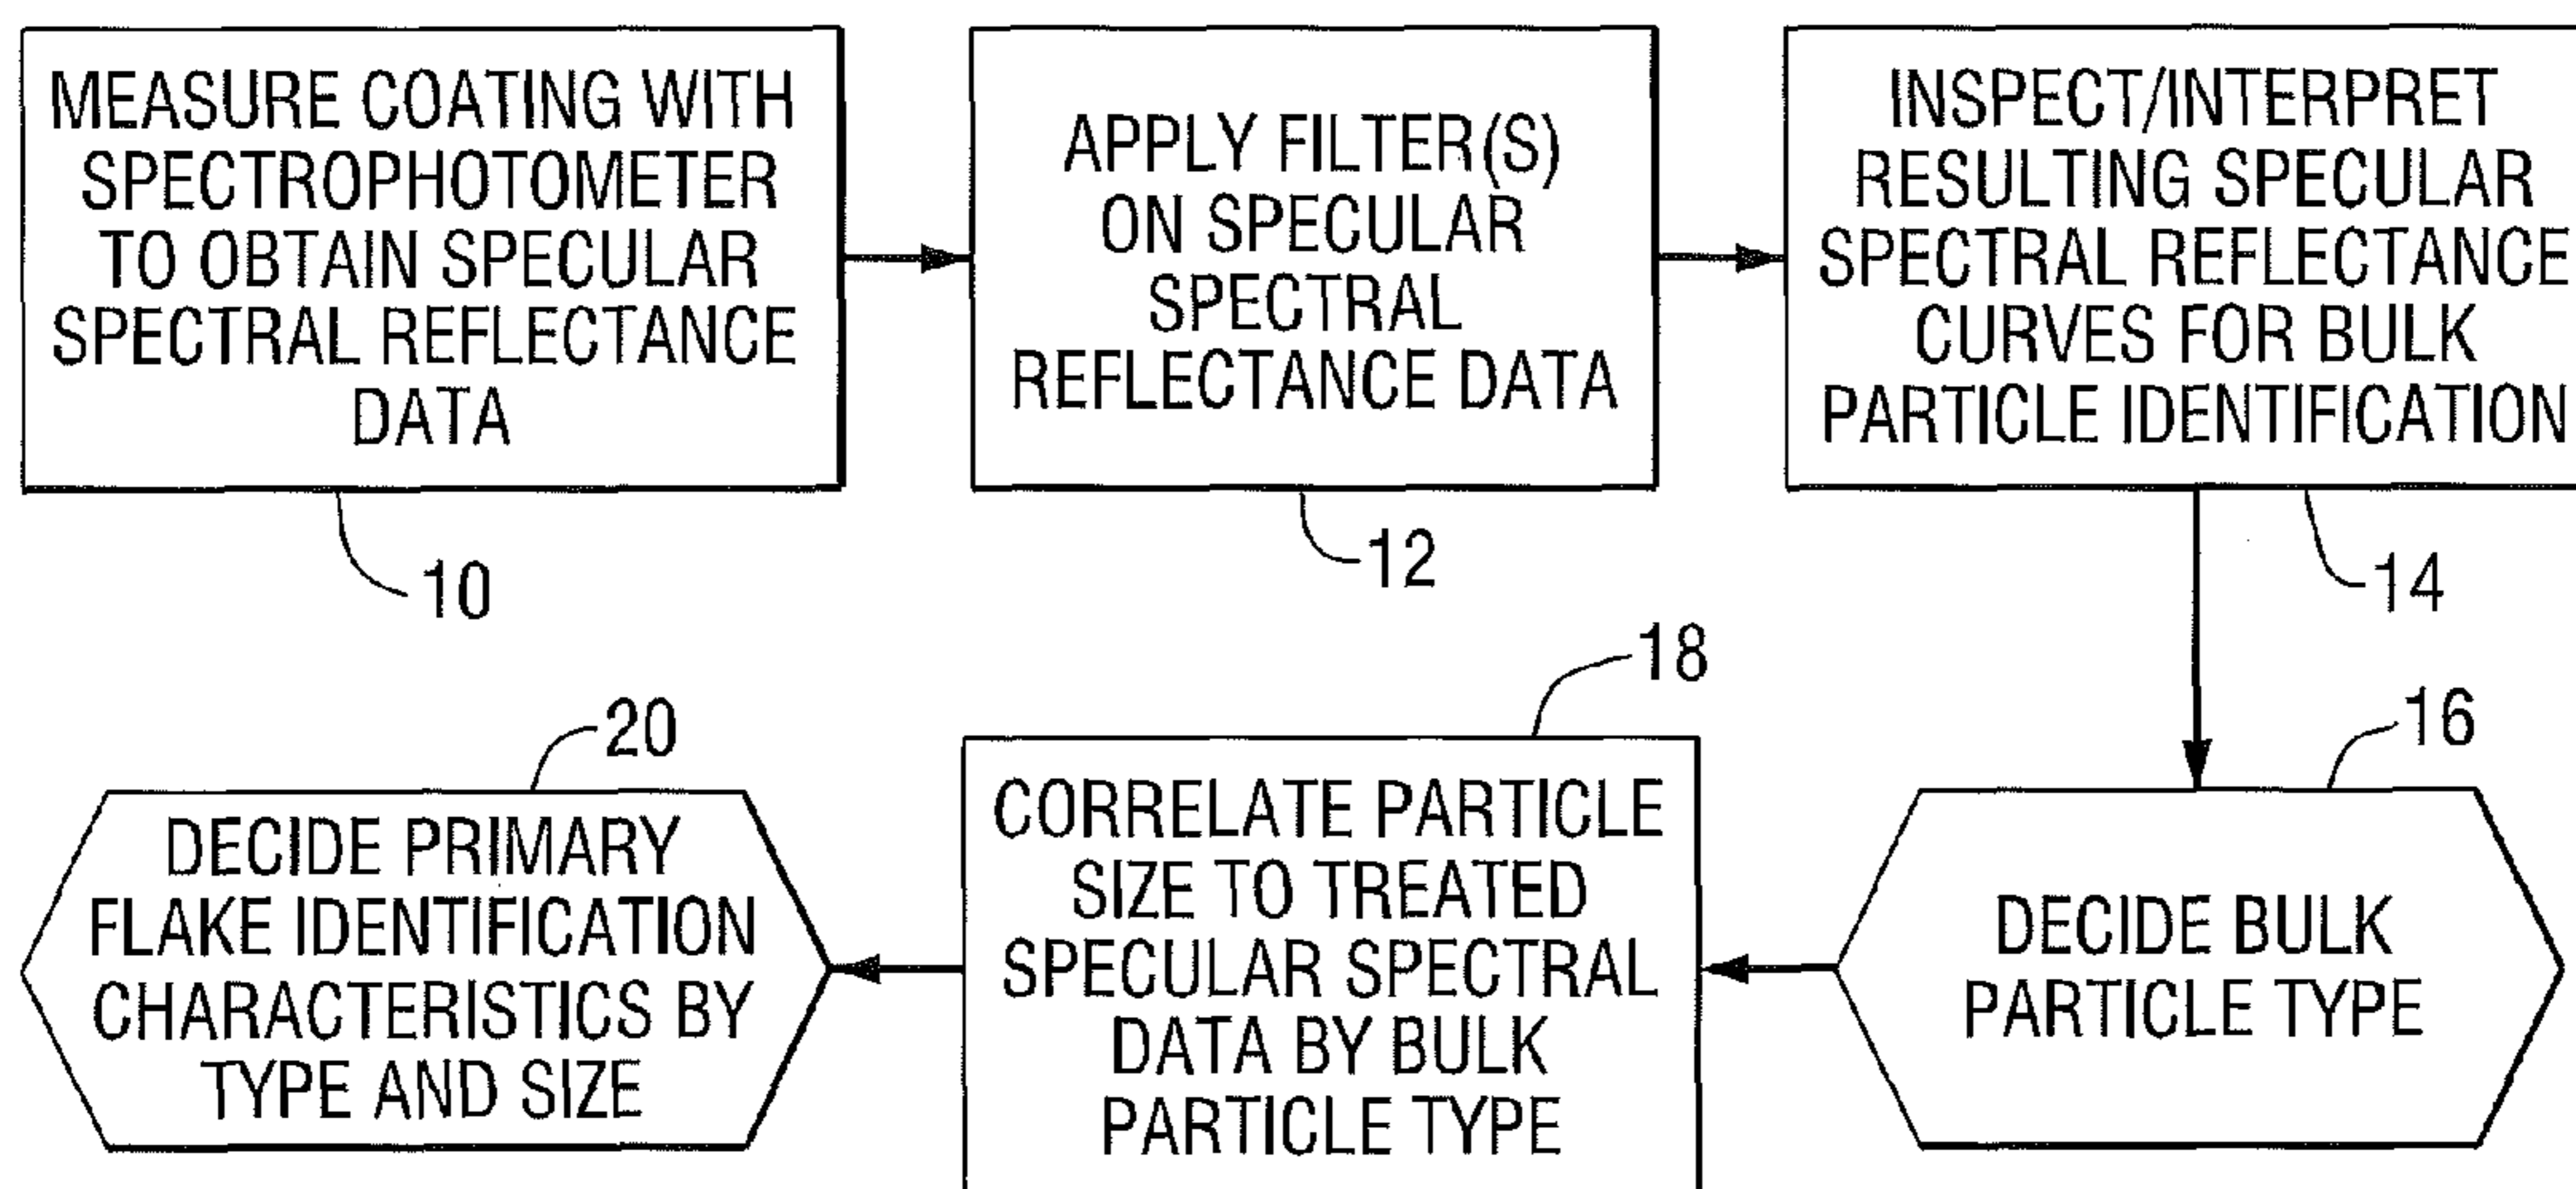 MEASURE COATING WITH
SPECTROPHOTOMETER
TO OBTAIN SPECULAR
SPECTRAL REFLECTANCE
DATA
10
APPLY FILTER(S)
ON SPECULAR
SPECTRAL
REFLECTANCE DATA
12
INSPECT/INTERPRET
RESULTING SPECULAR
SPECTRAL REFLECTANCE
CURVES FOR BULK
PARTICLE IDENTIFICATION
14
16
DECIDE BULK
PARTICLE TYPE
18
CORRELATE PARTICLE
SIZE TO TREATED
SPECULAR SPECTRAL
DATA BY BULK
PARTICLE TYPE
20
DECIDE PRIMARY
FLAKE IDENTIFICATION
CHARACTERISTICS BY
TYPE AND SIZE